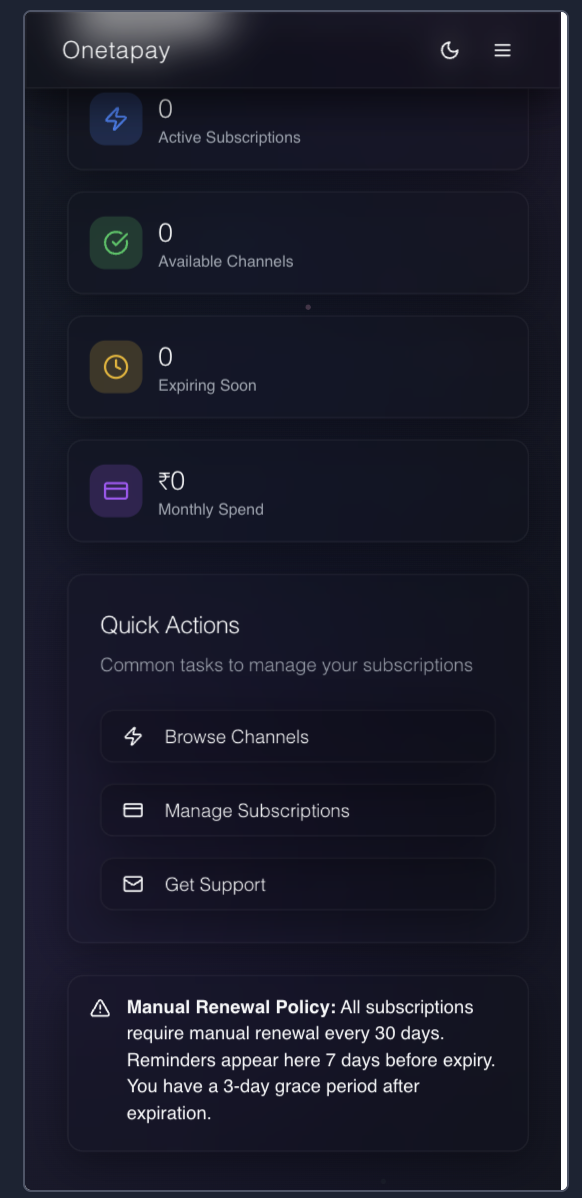 Onetapay
0
Active Subscriptions
0
Available Channels
0
Expiring Soon
₹0
Monthly Spend
Quick Actions
Common tasks to manage your subscriptions
Browse Channels
Manage Subscriptions
Get Support
Manual Renewal Policy: All subscriptions
require manual renewal every 30 days.
Reminders appear here 7 days before expiry.
You have a 3-day grace period after
expiration.